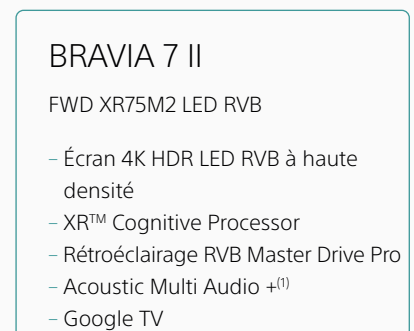 BRAVIA 7 II
FWD XR75M2 LED RVB
– Écran 4K HDR LED RVB à haute
densité
– XR™ Cognitive Processor
– Rétroéclairage RVB Master Drive Pro
– Acoustic Multi Audio +(1)
– Google TV